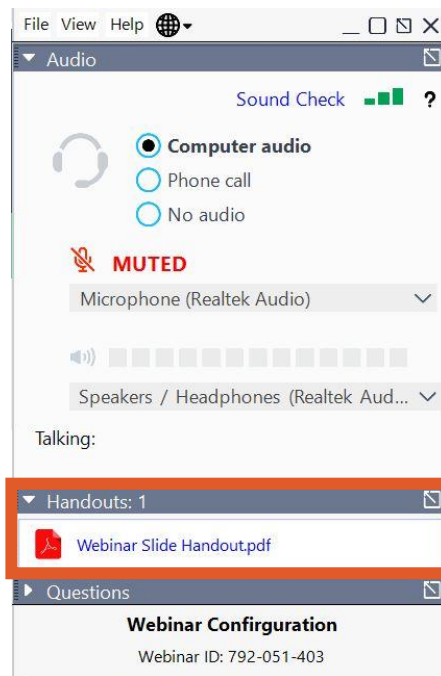 File View Help
Audio
Sound Check ?
Computer audio
Phone call
No audio
MUTED
Microphone (Realtek Audio)
Speakers / Headphones (Realtek Aud...
Talking:
Handouts: 1
Webinar Slide Handout.pdf
Questions
Webinar Confirguration
Webinar ID: 792-051-403